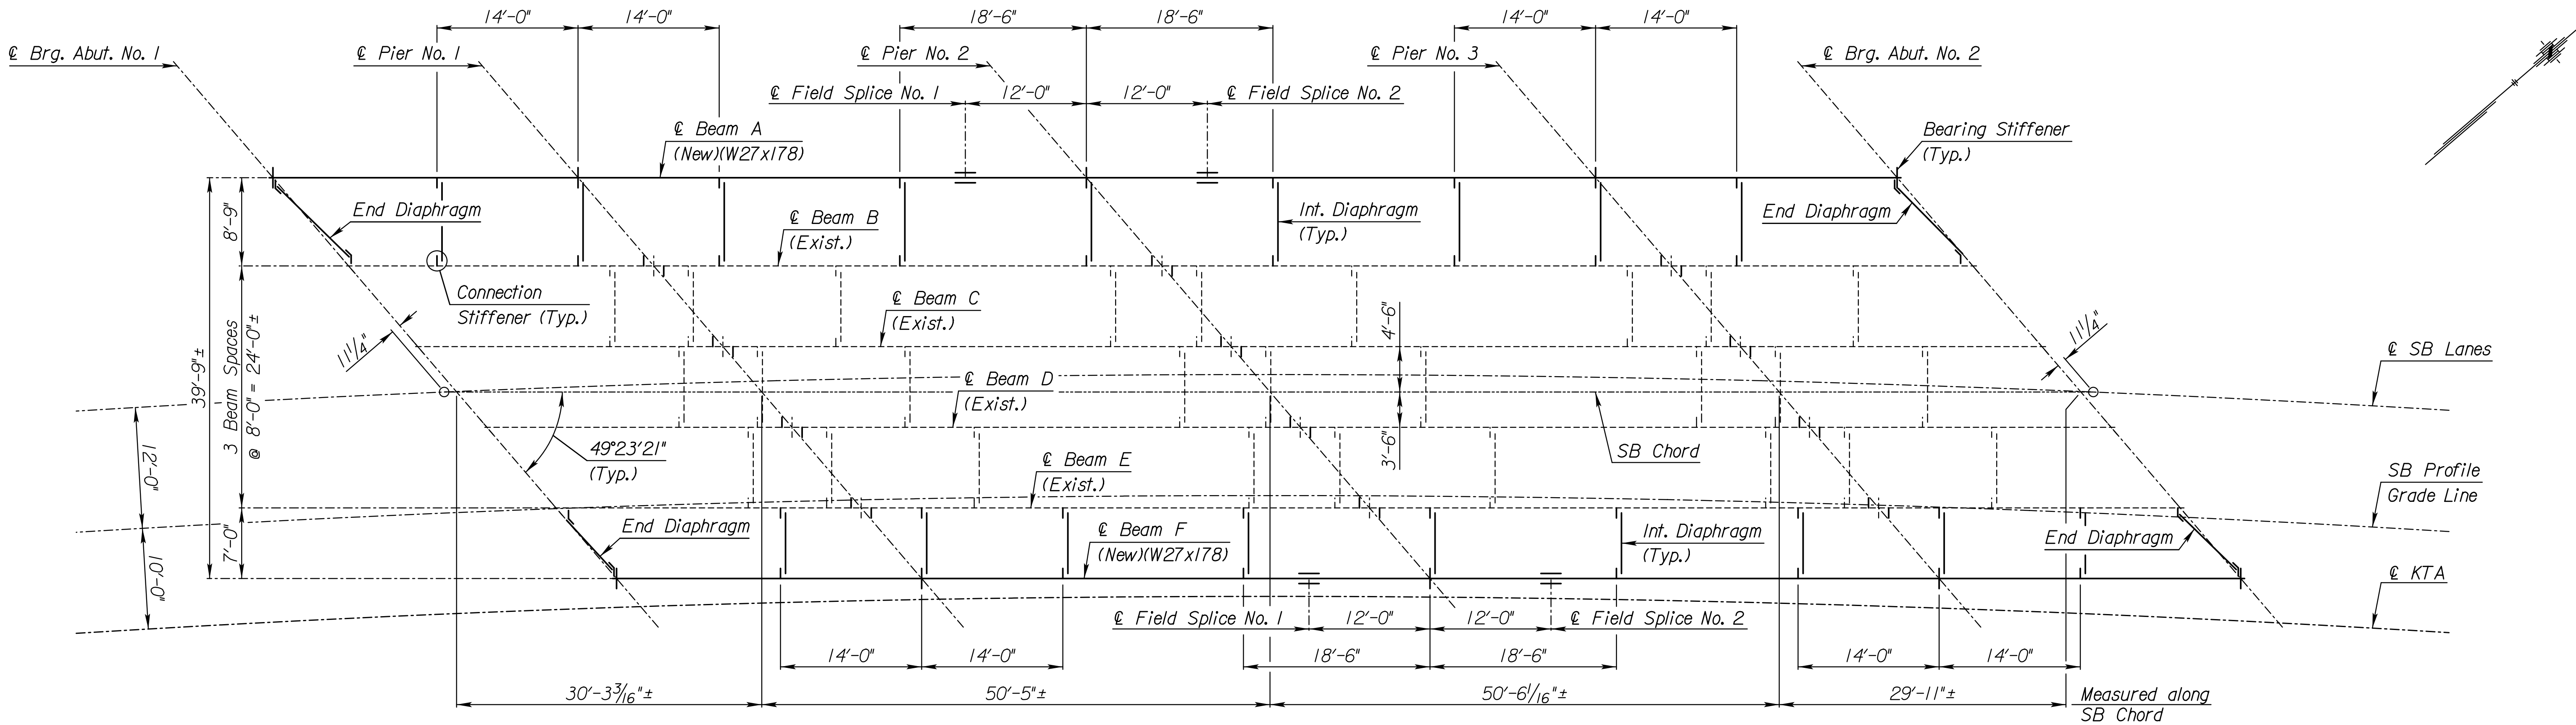 14'-0" 14'-0" 18'-6" 18'-6" 14'-0" 14'-0"
℄ Brg. Abut. No. 1
℄ Pier No. 1
℄ Pier No. 2
℄ Pier No. 3
℄ Brg. Abut. No. 2
℄ Field Splice No. 1
12'-0" 12'-0"
℄ Field Splice No. 2
℄ Beam A
(New)(W27x178)
Bearing Stiffener
(Typ.)
End Diaphragm
℄ Beam B
(Exist.)
Int. Diaphragm
(Typ.)
End Diaphragm
8'-9"
Connection
Stiffener (Typ.)
℄ Beam C
(Exist.)
39'-9"±
3 Beam Spaces
@ 8'-0" = 24'-0"±
11¼"
4'-6"
11¼"
℄ SB Lanes
℄ Beam D
(Exist.)
49°23'21"
(Typ.)
3'-6"
SB Chord
12'-0"
℄ Beam E
(Exist.)
SB Profile
Grade Line
End Diaphragm
7'-0"
℄ Beam F
(New)(W27x178)
Int. Diaphragm
(Typ.)
End Diaphragm
10'-0"
℄ KTA
℄ Field Splice No. 1
12'-0" 12'-0"
℄ Field Splice No. 2
14'-0" 14'-0" 18'-6" 18'-6" 14'-0" 14'-0"
30'-3 3/16"± 50'-5"± 50'-6 1/16"± 29'-11"±
Measured along
SB Chord